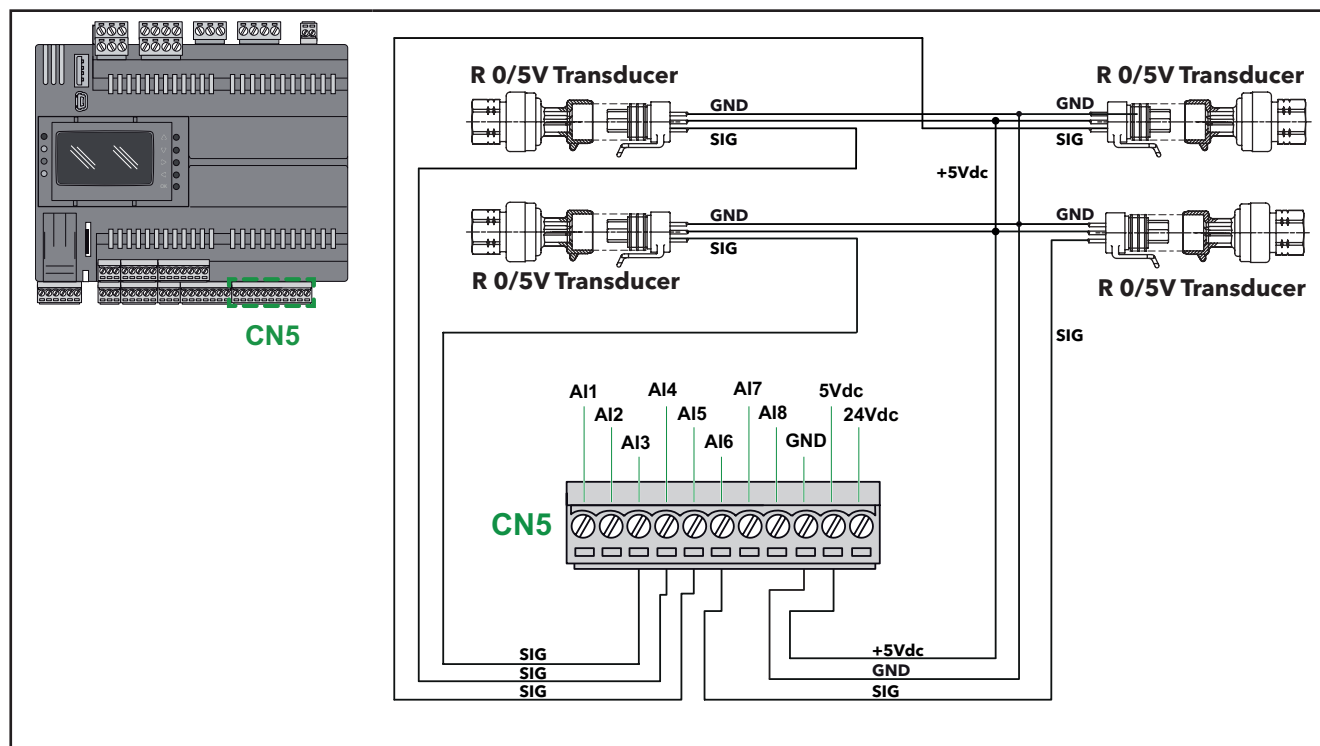 R 0/5V Transducer
R 0/5V Transducer
GND
GND
SIG
SIG
+5Vdc
GND
GND
SIG
R 0/5V Transducer
R 0/5V Transducer
CN5
SIG
AI1
AI4
AI7
5Vdc
AI2
AI5
AI8
24Vdc
AI3
AI6
GND
CN5
SIG
+5Vdc
SIG
GND
SIG
SIG